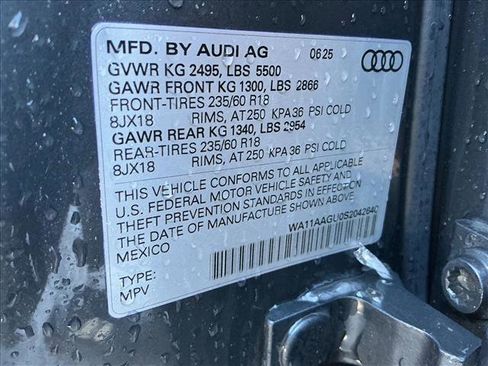 MFD. BY AUDI AG 0625
GVWR KG 2495, LBS 5500
GAWR FRONT KG 1300, LBS 2866
FRONT-TIRES 235/60 R18
8JX18 RIMS, AT 250 KPA 36 PSI COLD
GAWR REAR KG 1340, LBS 2954
REAR-TIRES 235/60 R18
8JX18 RIMS, AT 250 KPA 36 PSI COLD
THIS VEHICLE CONFORMS TO ALL APPLICABLE
U.S. FEDERAL MOTOR VEHICLE SAFETY AND
THEFT PREVENTION STANDARDS IN EFFECT
ON THE DATE OF MANUFACTURE SHOWN ABOVE.
MEXICO
WA11AAGU0S2042640
TYPE:
MPV